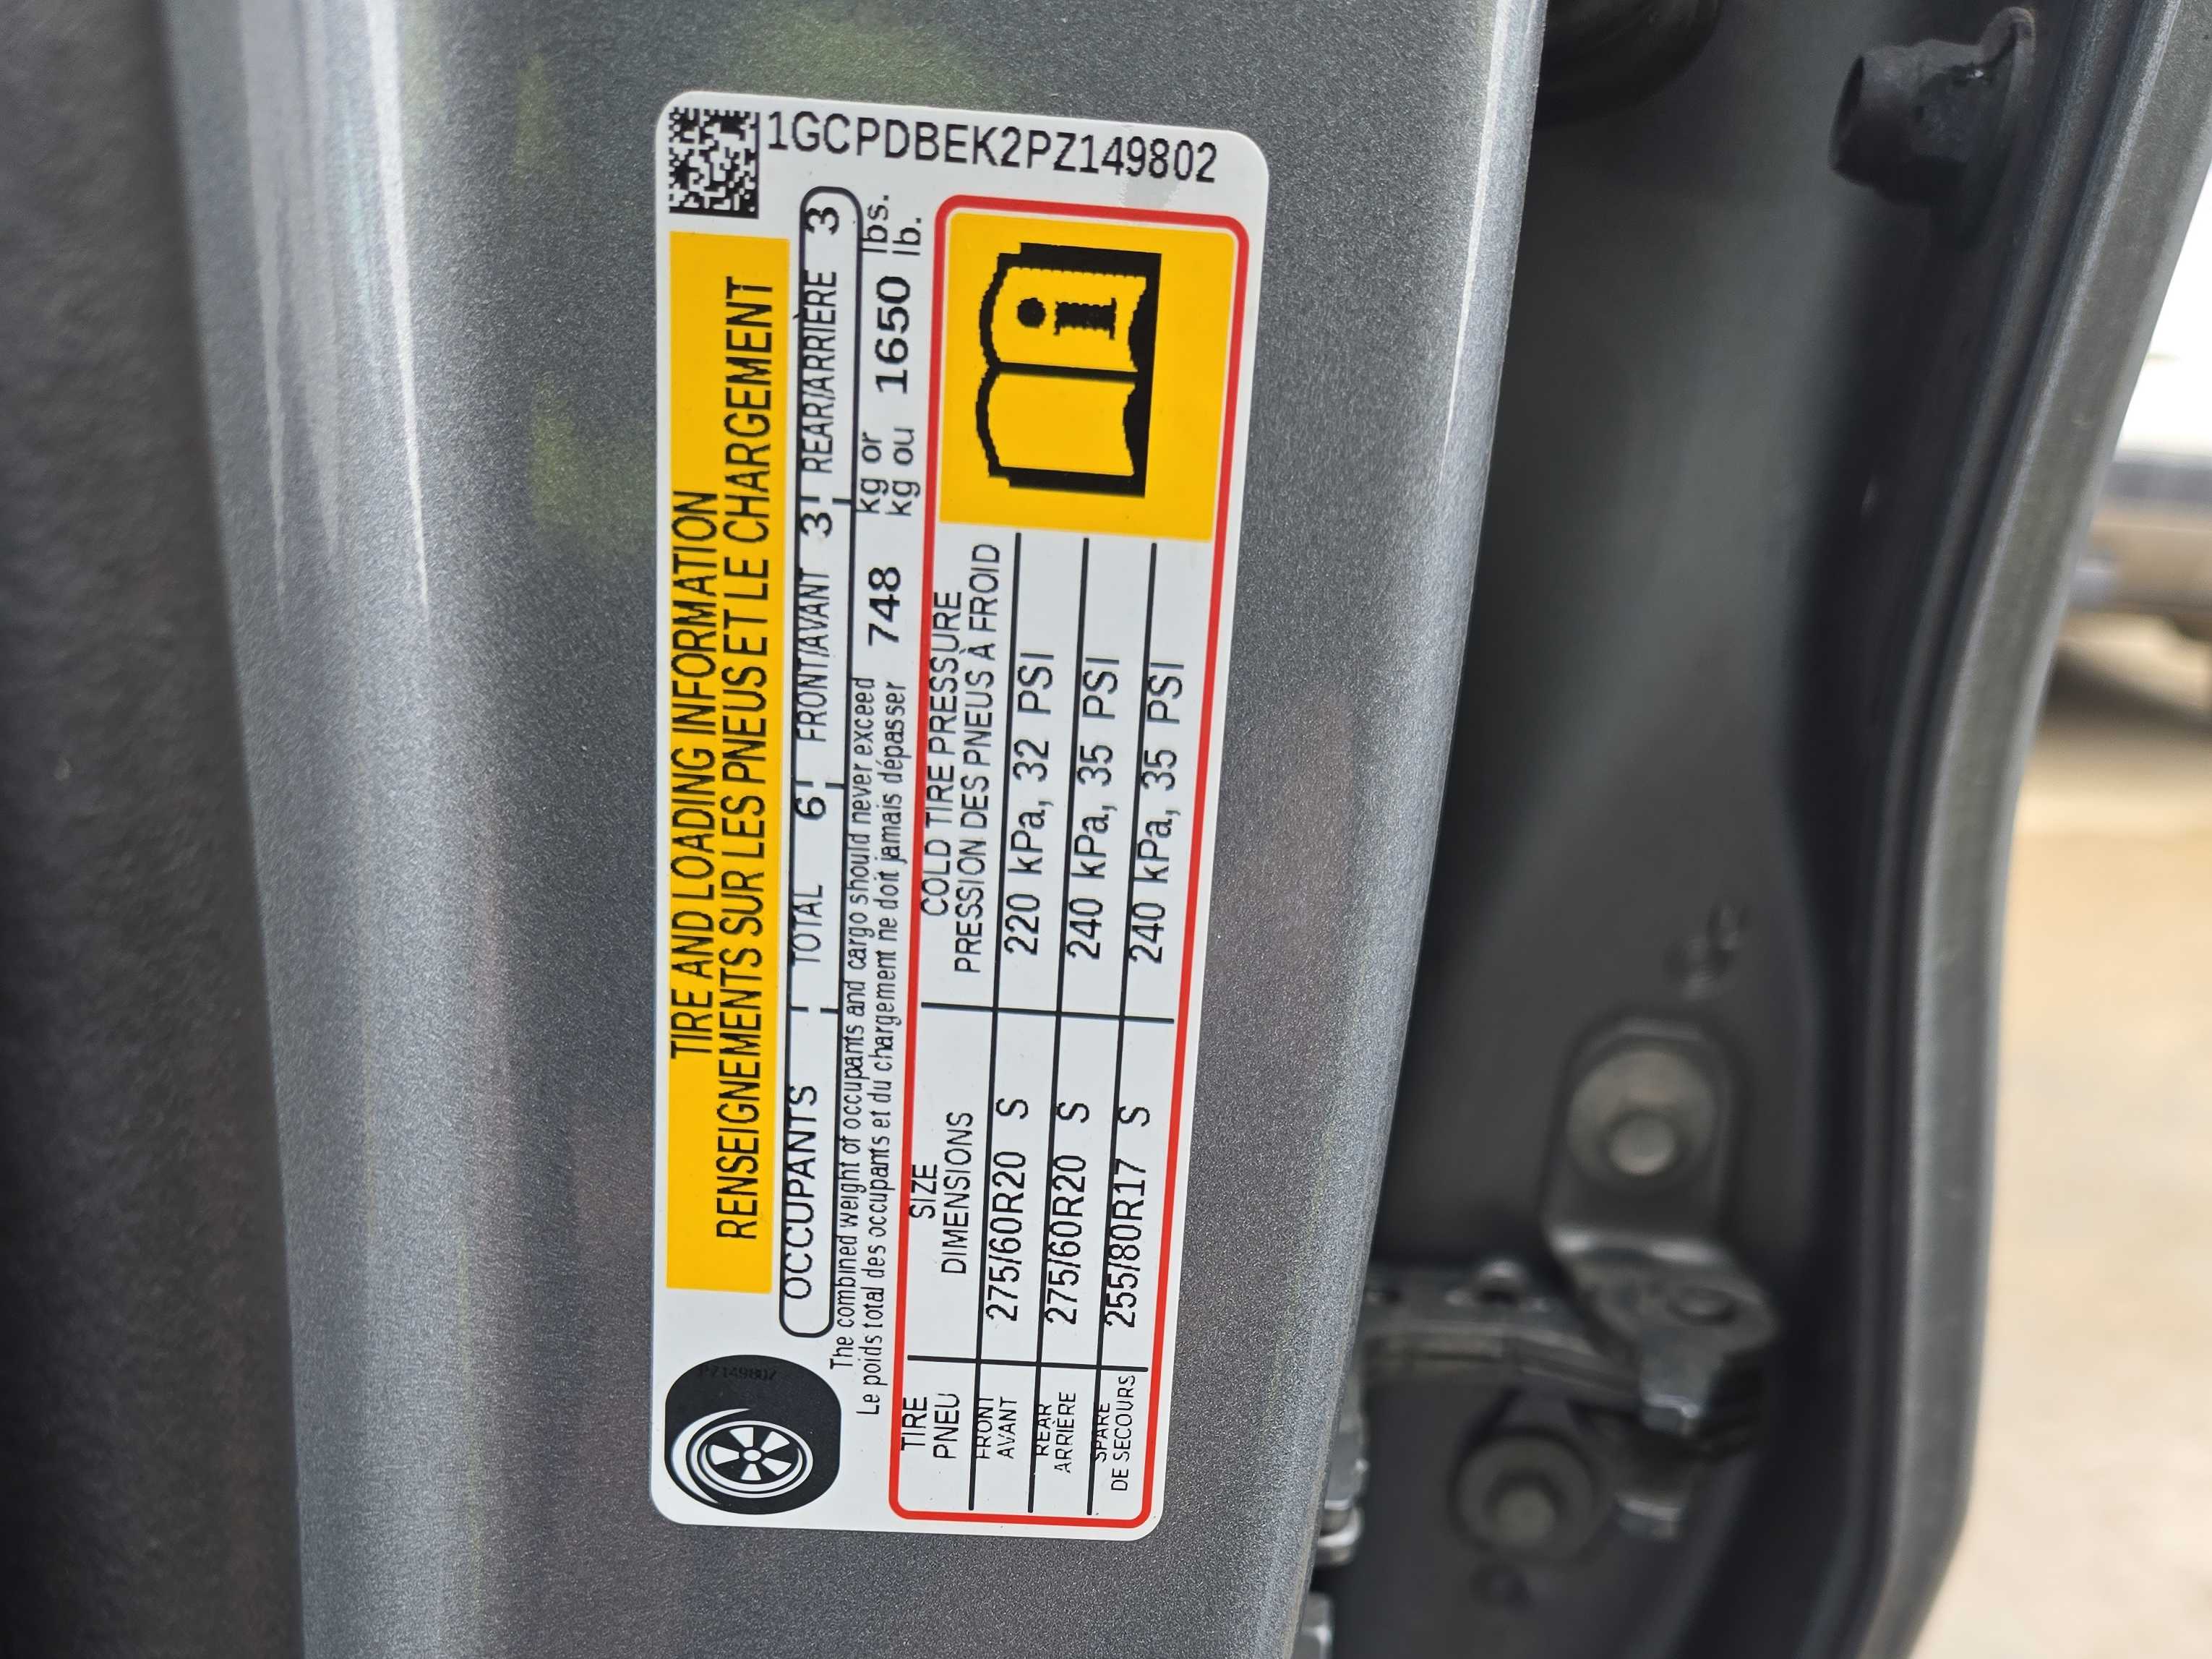 1GCPDBEK2PZ149802
TIRE AND LOADING INFORMATION
RENSEIGNEMENTS SUR LES PNEUS ET LE CHARGEMENT
OCCUPANTS TOTAL 6 FRONT/AVANT 3 REAR/ARRIÈRE 3
The combined weight of occupants and cargo should never exceed 748 kg or 1650 lbs.
Le poids total des occupants et du chargement ne doit jamais dépasser kg ou lb.
TIRE SIZE COLD TIRE PRESSURE
PNEU DIMENSIONS PRESSION DES PNEUS À FROID
FRONT 275/60R20 S 220 kPa, 32 PSI
AVANT
REAR 275/60R20 S 240 kPa, 35 PSI
ARRIÈRE
SPARE 255/80R17 S 240 kPa, 35 PSI
DE SECOURS
i